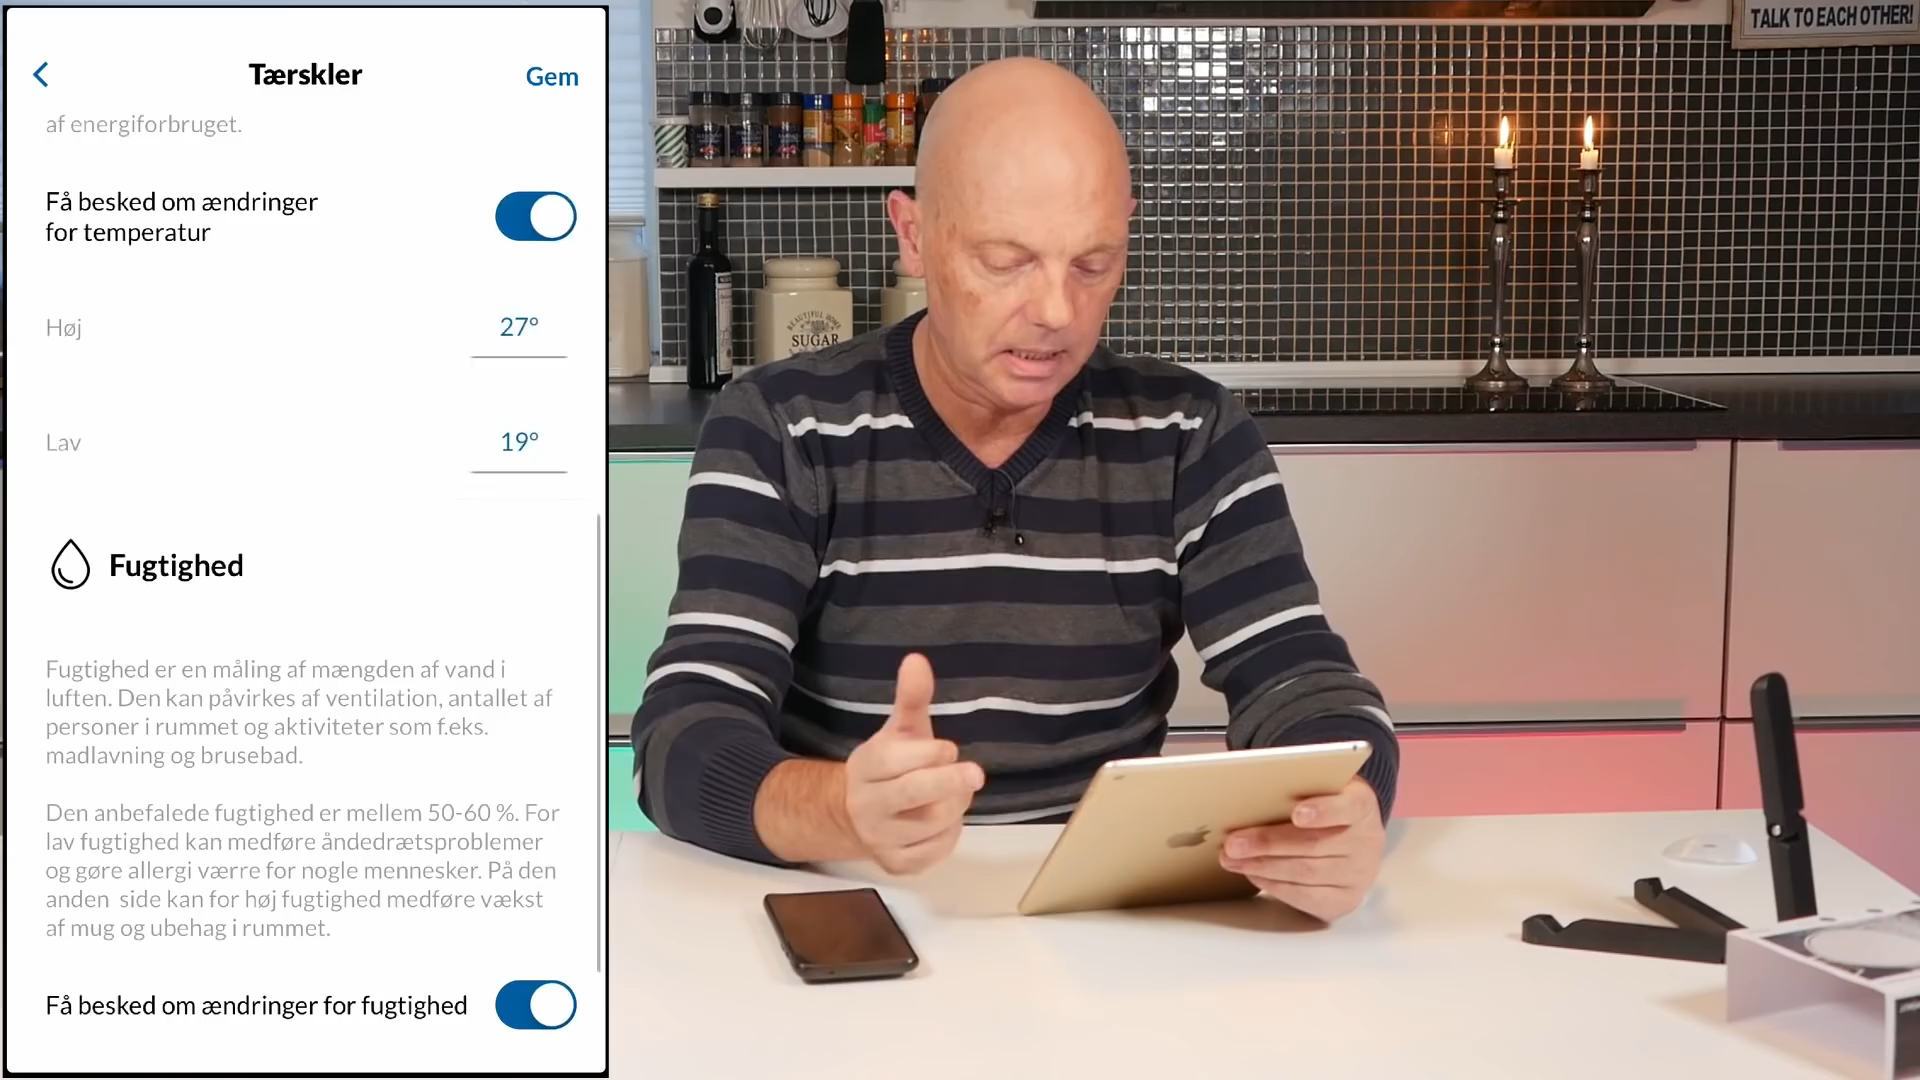 Tærskler
Gem
af energiforbruget.
Få besked om ændringer
for temperatur
Høj
27°
Lav
19°
Fugtighed
Fugtighed er en måling af mængden af vand i
luften. Den kan påvirkes af ventilation, antallet af
personer i rummet og aktiviteter som f.eks.
madlavning og brusebad.
Den anbefalede fugtighed er mellem 50-60 %. For
lav fugtighed kan medføre åndedrætsproblemer
og gøre allergi værre for nogle mennesker. På den
anden side kan for høj fugtighed medføre vækst
af mug og ubehag i rummet.
Få besked om ændringer for fugtighed
TALK TO EACH OTHER!
BEAUTIFUL HOME
SUGAR